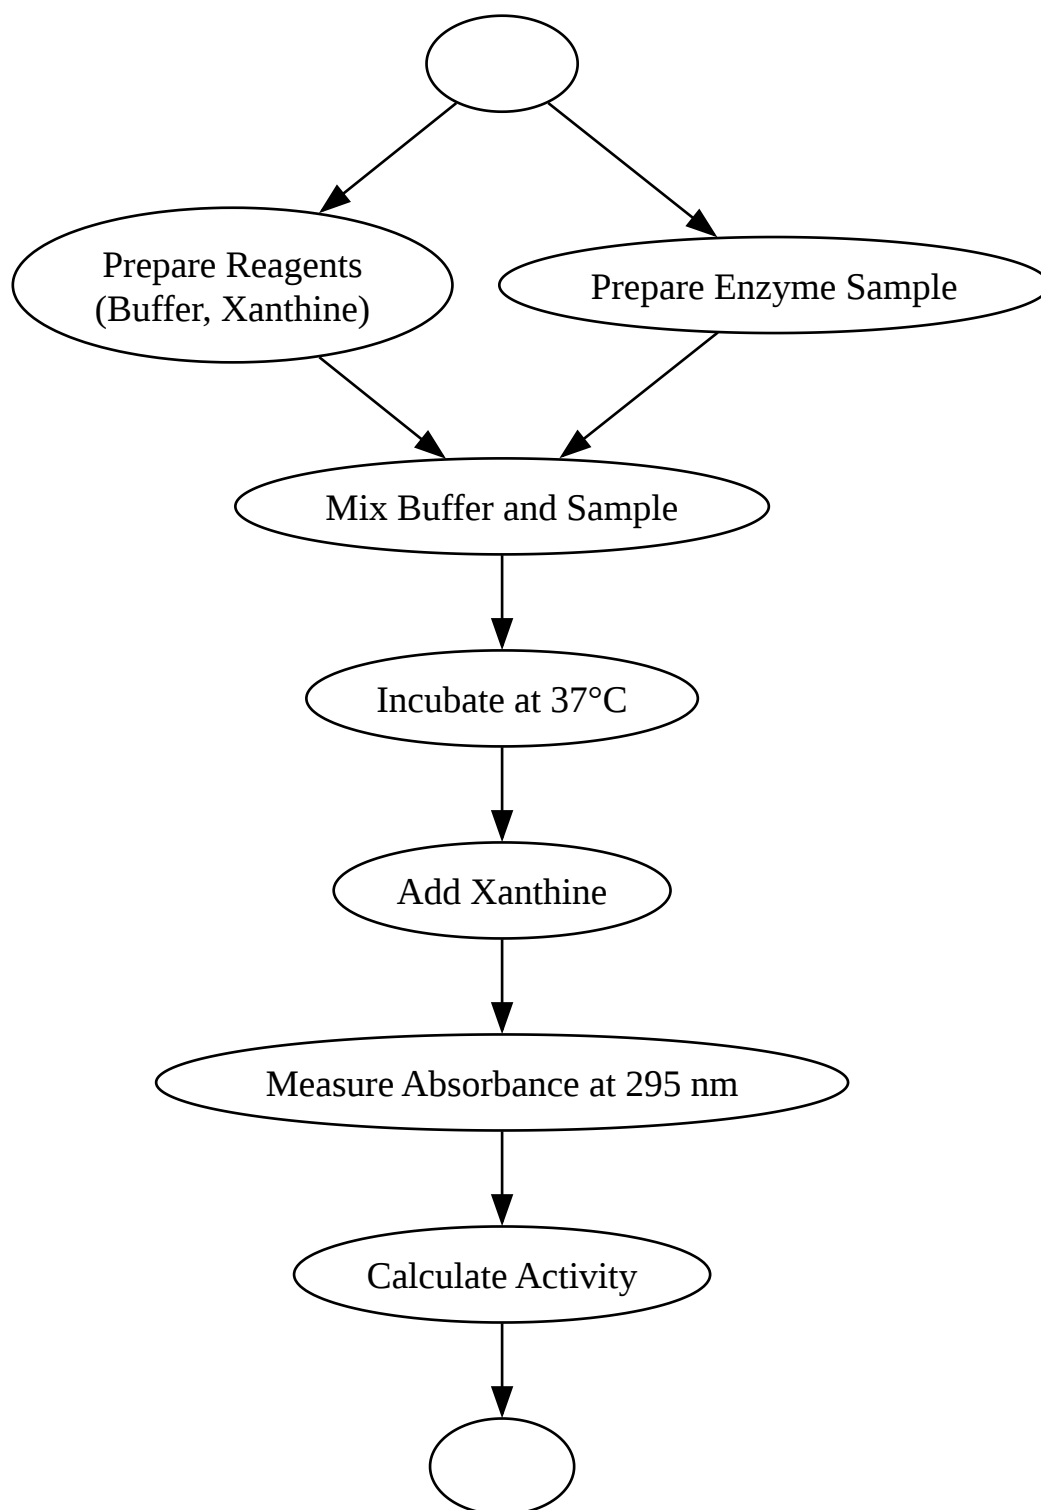 Prepare Reagents
(Buffer, Xanthine)
Prepare Enzyme Sample
Mix Buffer and Sample
Incubate at 37°C
Add Xanthine
Measure Absorbance at 295 nm
Calculate Activity